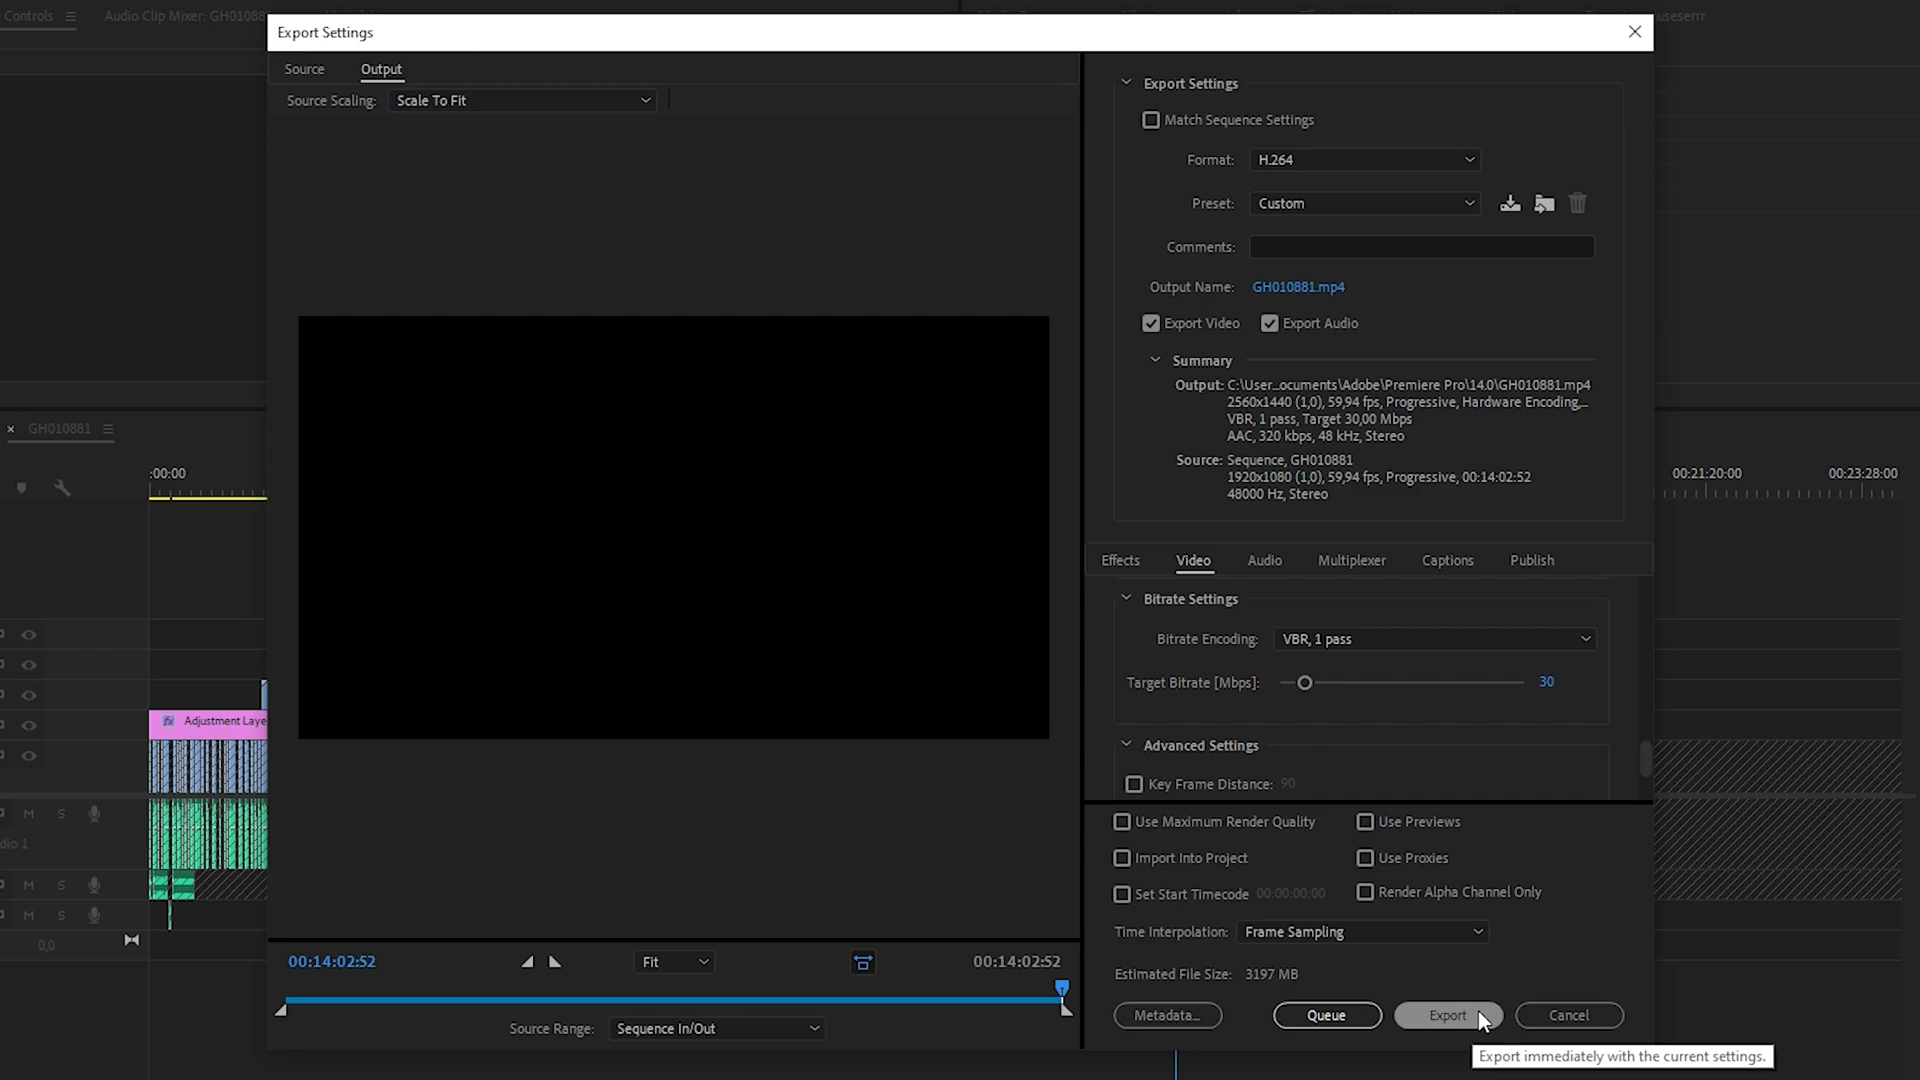 Controls
Audio Clip Mixer: GH010881
Export Settings
Source
Output
Source Scaling:
Scale To Fit
Export Settings
Match Sequence Settings
Format:
H.264
Preset:
Custom
Comments:
Output Name:
GH010881.mp4
Export Video
Export Audio
Summary
Output: C:\User...ocuments\Adobe\Premiere Pro\14.0\GH010881.mp4
2560x1440 (1,0), 59,94 fps, Progressive, Hardware Encoding,...
VBR, 1 pass, Target 30,00 Mbps
AAC, 320 kbps, 48 kHz, Stereo
Source: Sequence, GH010881
1920x1080 (1,0), 59,94 fps, Progressive, 00:14:02:52
48000 Hz, Stereo
Effects
Video
Audio
Multiplexer
Captions
Publish
Bitrate Settings
Bitrate Encoding:
VBR, 1 pass
Target Bitrate [Mbps]:
30
Advanced Settings
Key Frame Distance:
90
Use Maximum Render Quality
Use Previews
Import Into Project
Use Proxies
Set Start Timecode
00:00:00:00
Render Alpha Channel Only
Time Interpolation:
Frame Sampling
Estimated File Size:
3197 MB
Metadata...
Queue
Export
Cancel
Export immediately with the current settings.
00:14:02:52
Fit
00:14:02:52
Source Range:
Sequence In/Out
GH010881
:00:00
00:21:20:00
00:23:28:00
fx
Adjustment Laye
M
S
dio 1
M
S
M
S
0,0